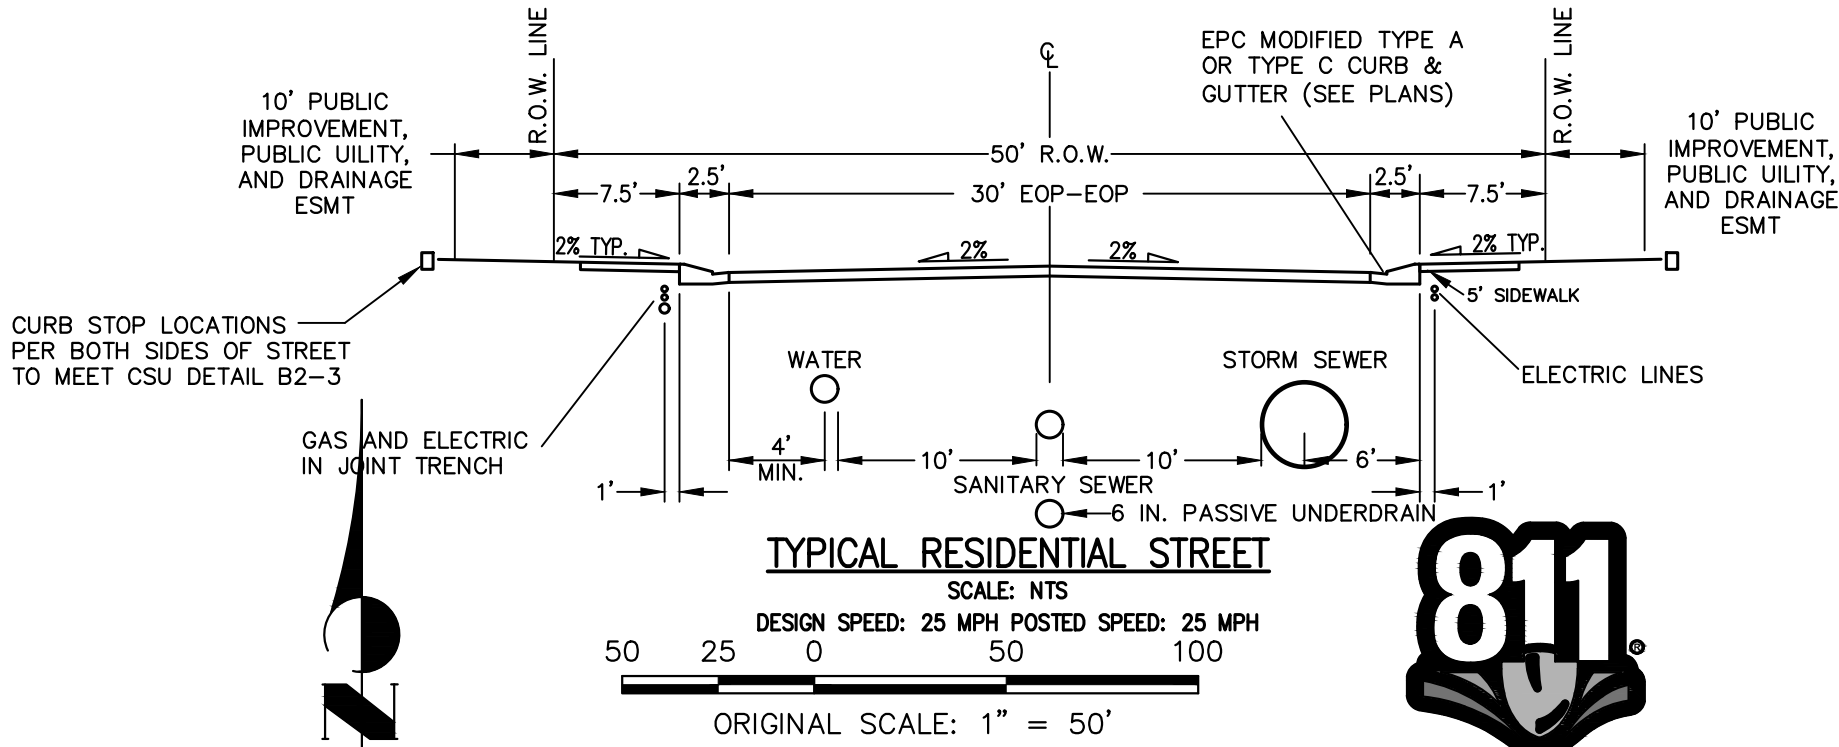 R.O.W. LINE
℄
EPC MODIFIED TYPE A
OR TYPE C CURB &
GUTTER (SEE PLANS)
R.O.W. LINE
10' PUBLIC
IMPROVEMENT,
PUBLIC UILITY,
AND DRAINAGE
ESMT
10' PUBLIC
IMPROVEMENT,
PUBLIC UILITY,
AND DRAINAGE
ESMT
50' R.O.W.
7.5'
2.5'
30' EOP-EOP
2.5'
7.5'
2% TYP.
2%
2%
2% TYP.
5' SIDEWALK
CURB STOP LOCATIONS
PER BOTH SIDES OF STREET
TO MEET CSU DETAIL B2-3
WATER
STORM SEWER
ELECTRIC LINES
GAS AND ELECTRIC
IN JOINT TRENCH
4'
MIN.
10'
10'
6'
1'
SANITARY SEWER
1'
6 IN. PASSIVE UNDERDRAIN
TYPICAL RESIDENTIAL STREET
SCALE: NTS
DESIGN SPEED: 25 MPH POSTED SPEED: 25 MPH
50 25 0 50 100
ORIGINAL SCALE: 1" = 50'
N
811®